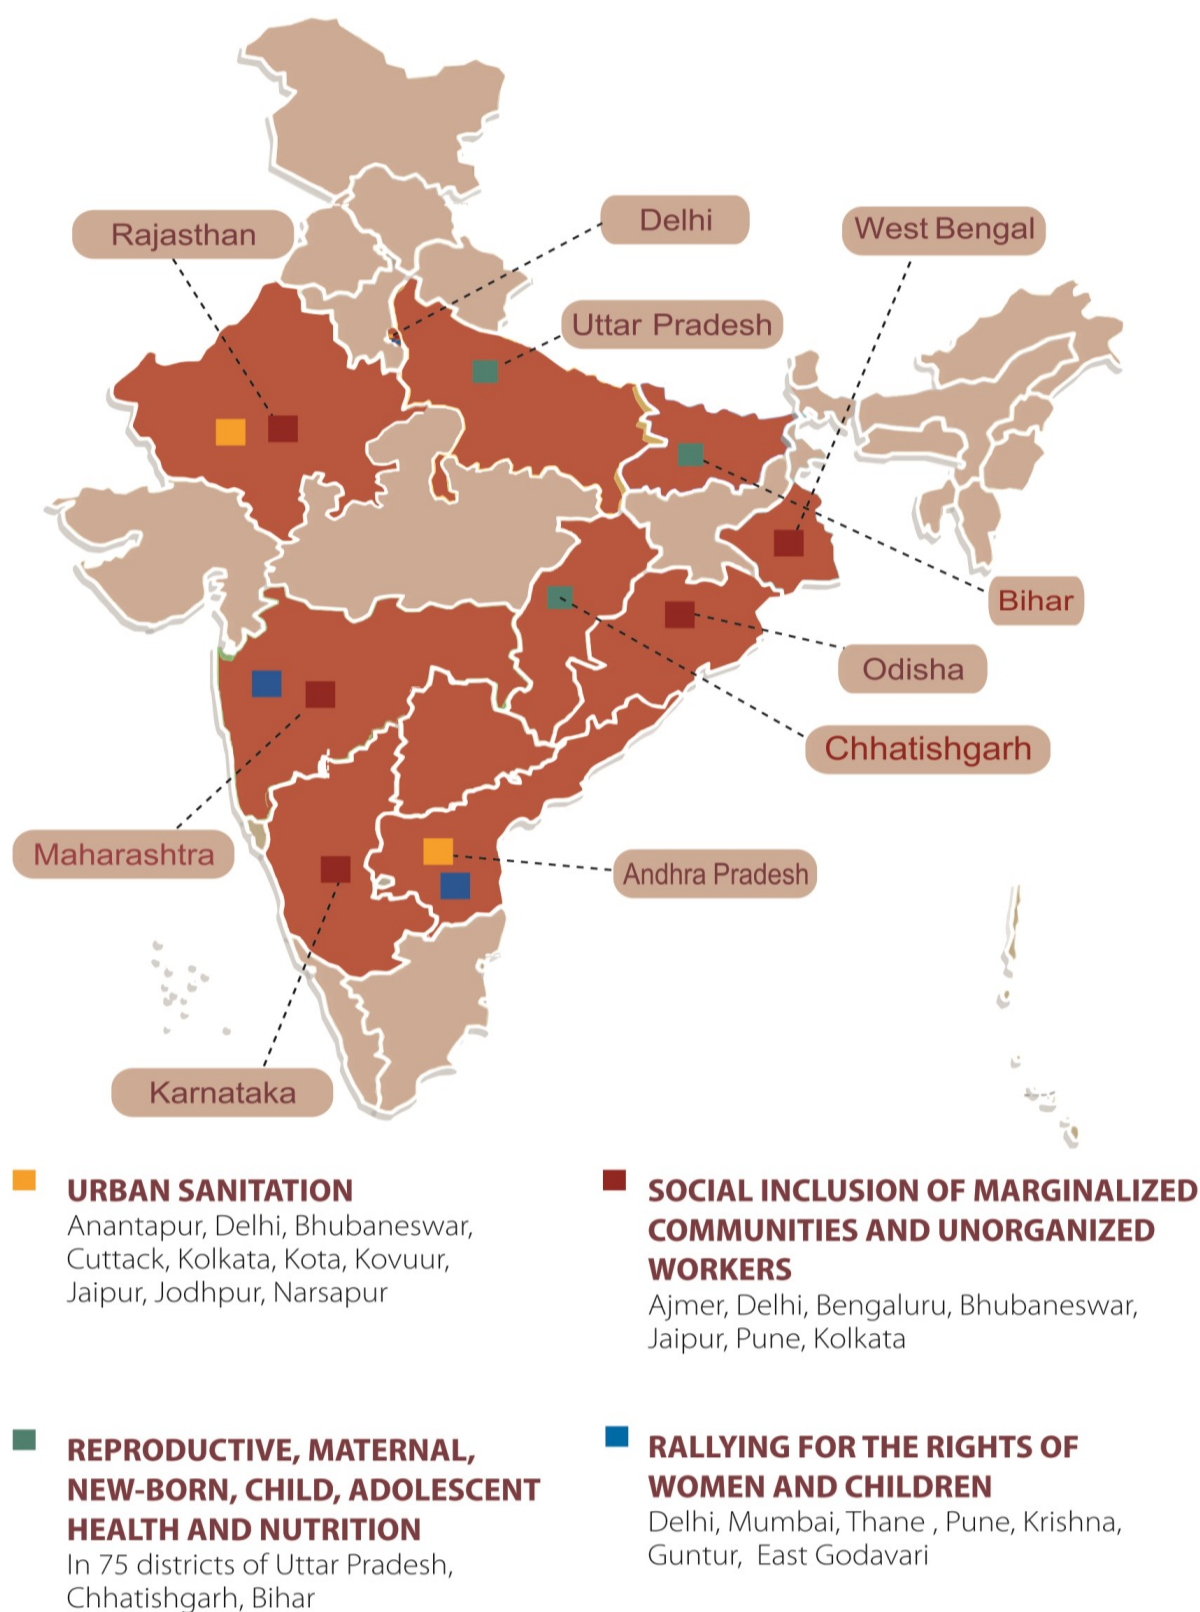 Rajasthan
Delhi
West Bengal
Uttar Pradesh
Bihar
Odisha
Chhatishgarh
Maharashtra
Andhra Pradesh
Karnataka
URBAN SANITATION
Anantapur, Delhi, Bhubaneswar,
Cuttack, Kolkata, Kota, Kovuur,
Jaipur, Jodhpur, Narsapur
SOCIAL INCLUSION OF MARGINALIZED
COMMUNITIES AND UNORGANIZED
WORKERS
Ajmer, Delhi, Bengaluru, Bhubaneswar,
Jaipur, Pune, Kolkata
REPRODUCTIVE, MATERNAL,
NEW-BORN, CHILD, ADOLESCENT
HEALTH AND NUTRITION
In 75 districts of Uttar Pradesh,
Chhatishgarh, Bihar
RALLYING FOR THE RIGHTS OF
WOMEN AND CHILDREN
Delhi, Mumbai, Thane , Pune, Krishna,
Guntur, East Godavari